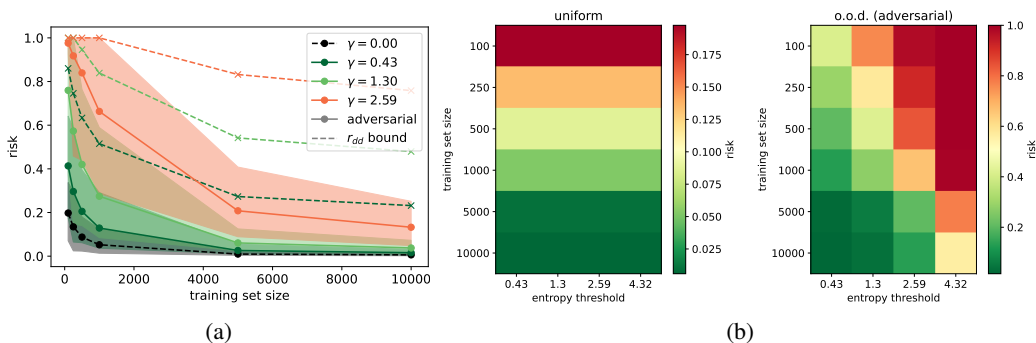 1.0
0.8
0.6
0.4
0.2
0.0
risk
0
2000
4000
6000
8000
10000
training set size
γ = 0.00
γ = 0.43
γ = 1.30
γ = 2.59
adversarial
r_dd bound
(a)
uniform
100
250
500
1000
5000
10000
training set size
0.43
1.3
2.59
4.32
entropy threshold
0.175
0.150
0.125
0.100
0.075
0.050
0.025
risk
o.o.d. (adversarial)
100
250
500
1000
5000
10000
training set size
0.43
1.3
2.59
4.32
entropy threshold
1.0
0.8
0.6
0.4
0.2
risk
(b)